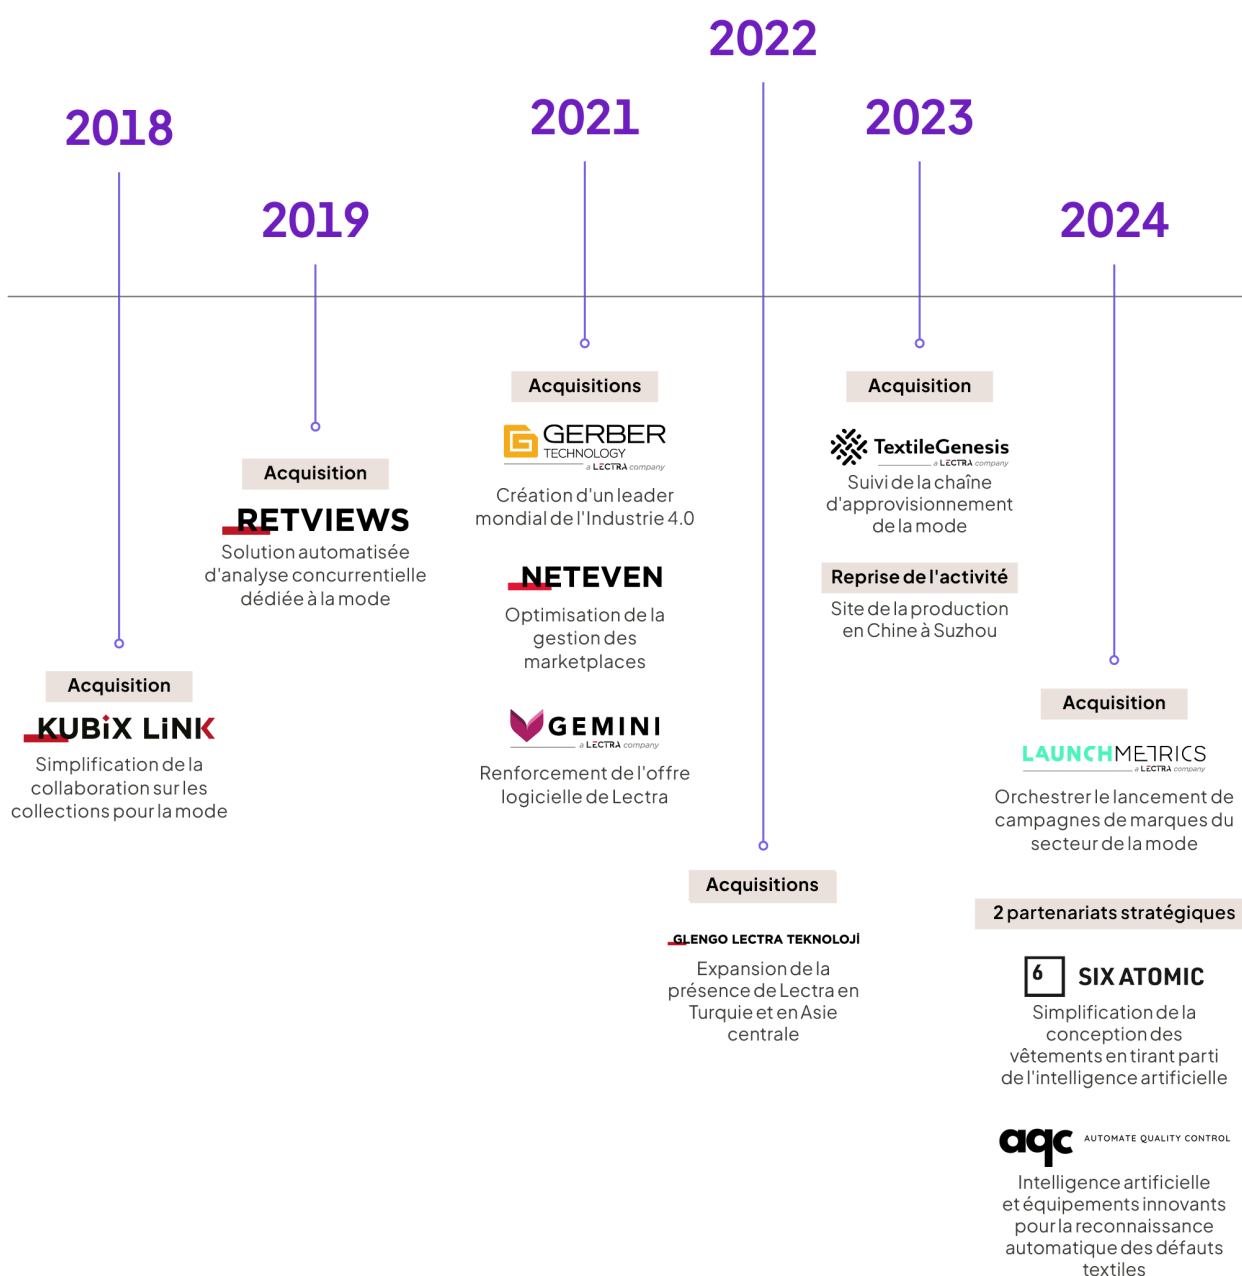 2018
Acquisition
KUBiX LiNK
Simplification de la
collaboration sur les
collections pour la mode
2019
Acquisition
RETVIEWS
Solution automatisée
d'analyse concurrentielle
dédiée à la mode
2021
Acquisitions
GERBER
TECHNOLOGY
a LECTRA company
Création d'un leader
mondial de l'Industrie 4.0
NETEVEN
Optimisation de la
gestion des
marketplaces
GEMINI
a LECTRA company
Renforcement de l'offre
logicielle de Lectra
2022
Acquisitions
GLENGO LECTRA TEKNOLOJİ
Expansion de la
présence de Lectra en
Turquie et en Asie
centrale
2023
Acquisition
TextileGenesis
a LECTRA company
Suivi de la chaîne
d'approvisionnement
de la mode
Reprise de l'activité
Site de la production
en Chine à Suzhou
2024
Acquisition
LAUNCHMETRICS
a LECTRA company
Orchestrer le lancement de
campagnes de marques du
secteur de la mode
2 partenariats stratégiques
6 SIX ATOMIC
Simplification de la
conception des
vêtements en tirant parti
de l'intelligence artificielle
aqc AUTOMATE QUALITY CONTROL
Intelligence artificielle
et équipements innovants
pour la reconnaissance
automatique des défauts
textiles